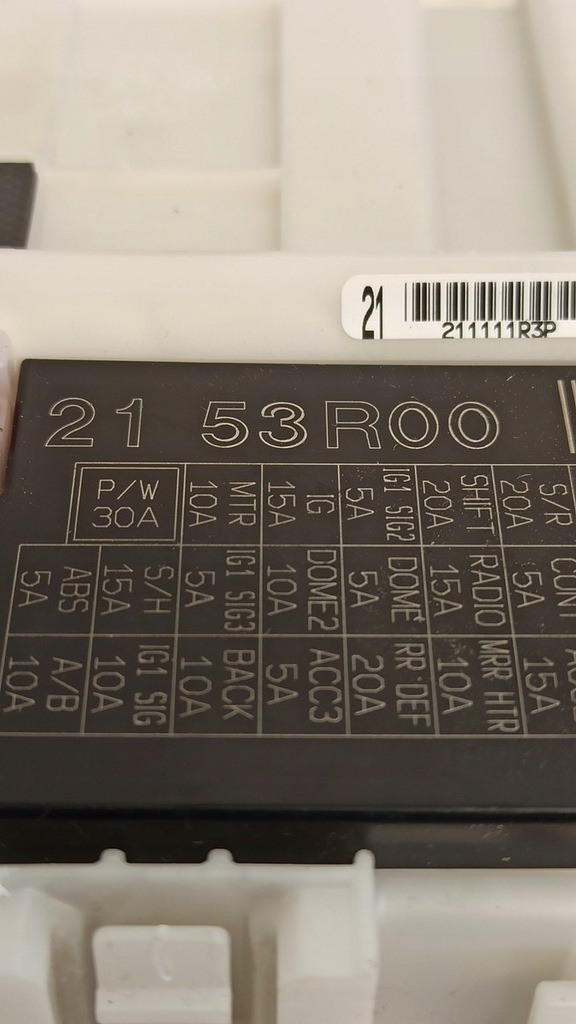 21
211111R3P
21 53R00
P/W
30A
MTR
10A
IG
15A
IG1 SIG2
5A
SHIFT
20A
S/R
20A
ABS
5A
S/H
15A
IG1 SIG3
5A
DOME2
10A
DOME
5A
RADIO
15A
CONT
5A
A/B
10A
IG1 SIG
10A
BACK
10A
ACC3
5A
RR DEF
20A
MRR HTR
10A
15A